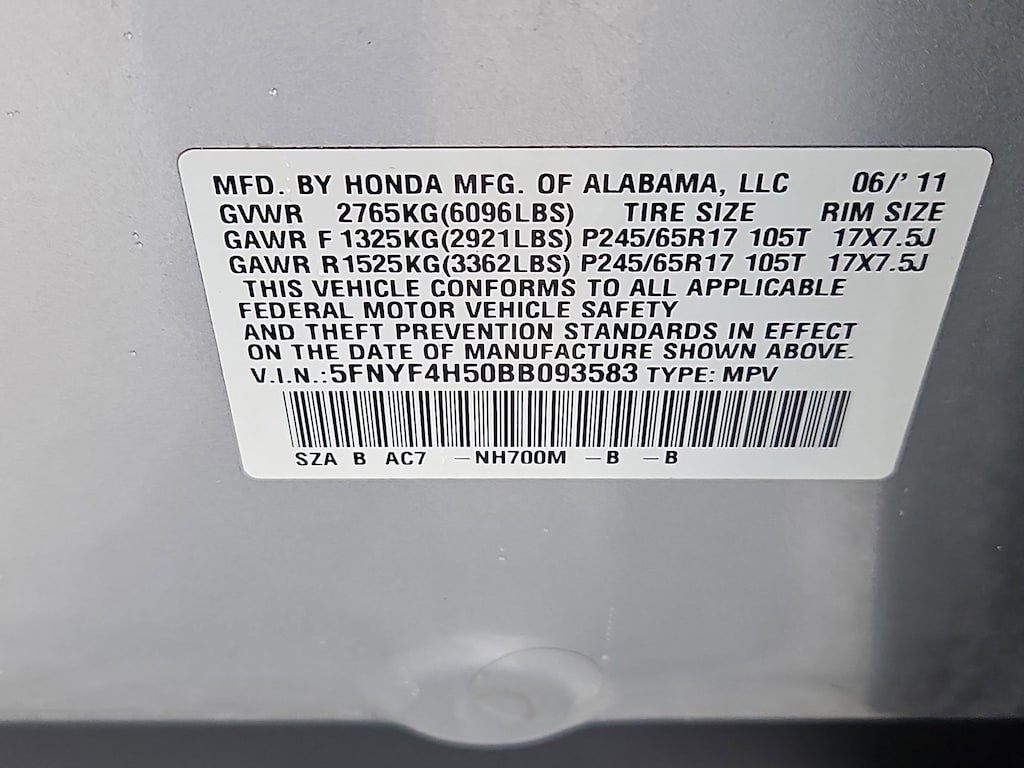 MFD. BY HONDA MFG. OF ALABAMA, LLC 06/' 11
GVWR 2765KG(6096LBS) TIRE SIZE RIM SIZE
GAWR F 1325KG(2921LBS) P245/65R17 105T 17X7.5J
GAWR R1525KG(3362LBS) P245/65R17 105T 17X7.5J
THIS VEHICLE CONFORMS TO ALL APPLICABLE
FEDERAL MOTOR VEHICLE SAFETY
AND THEFT PREVENTION STANDARDS IN EFFECT
ON THE DATE OF MANUFACTURE SHOWN ABOVE.
V.I.N.:5FNYF4H50BB093583 TYPE: MPV
SZA B AC7 -NH700M -B -B